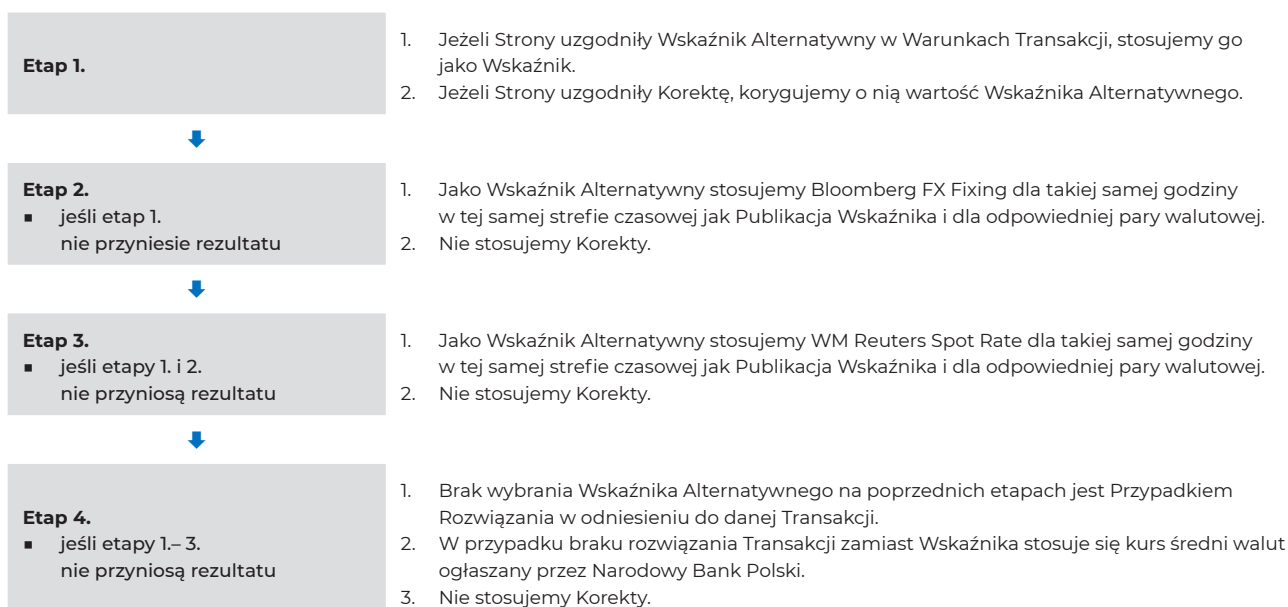 Etap 1.
1. Jeżeli Strony uzgodniły Wskaźnik Alternatywny w Warunkach Transakcji, stosujemy go
jako Wskaźnik.
2. Jeżeli Strony uzgodniły Korektę, korygujemy o nią wartość Wskaźnika Alternatywnego.
Etap 2.
▪ jeśli etap 1.
nie przyniesie rezultatu
1. Jako Wskaźnik Alternatywny stosujemy Bloomberg FX Fixing dla takiej samej godziny
w tej samej strefie czasowej jak Publikacja Wskaźnika i dla odpowiedniej pary walutowej.
2. Nie stosujemy Korekty.
Etap 3.
▪ jeśli etapy 1. i 2.
nie przyniosą rezultatu
1. Jako Wskaźnik Alternatywny stosujemy WM Reuters Spot Rate dla takiej samej godziny
w tej samej strefie czasowej jak Publikacja Wskaźnika i dla odpowiedniej pary walutowej.
2. Nie stosujemy Korekty.
Etap 4.
▪ jeśli etapy 1.– 3.
nie przyniosą rezultatu
1. Brak wybrania Wskaźnika Alternatywnego na poprzednich etapach jest Przypadkiem
Rozwiązania w odniesieniu do danej Transakcji.
2. W przypadku braku rozwiązania Transakcji zamiast Wskaźnika stosuje się kurs średni walut
ogłaszany przez Narodowy Bank Polski.
3. Nie stosujemy Korekty.